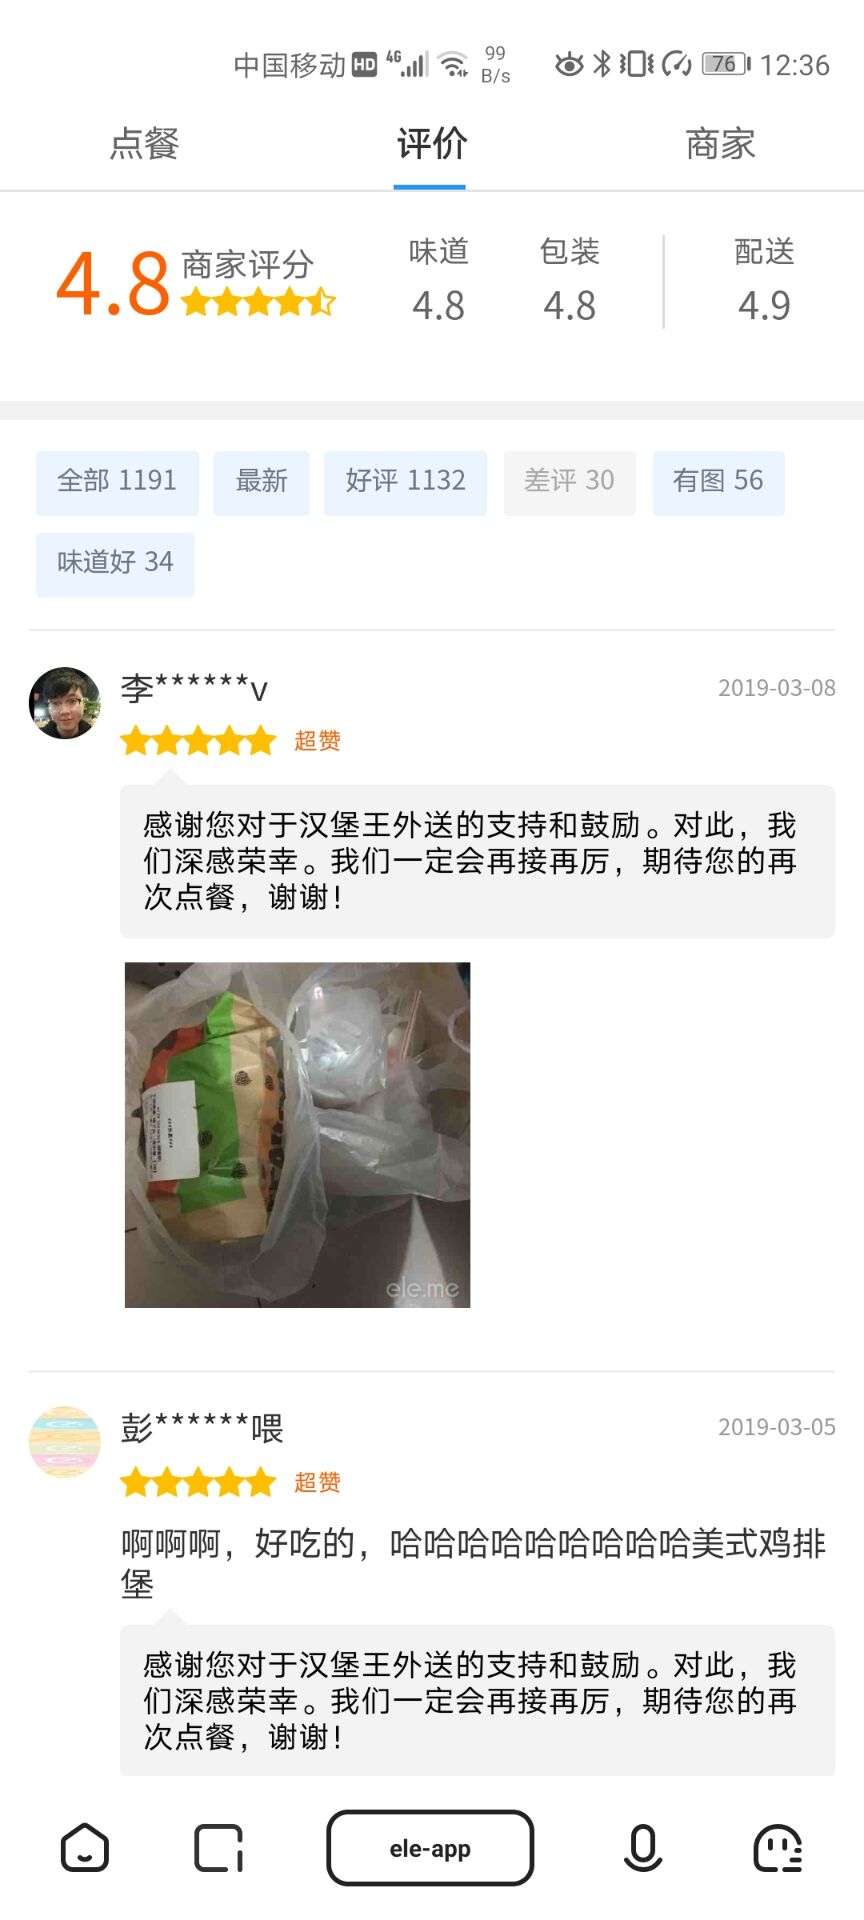 中国移动 HD 4G 99 B/s 76 12:36
点餐 评价 商家
4.8 商家评分 味道 4.8 包装 4.8 配送 4.9
全部 1191 最新 好评 1132 差评 30 有图 56
味道好 34
李******v 2019-03-08
超赞
感谢您对于汉堡王外送的支持和鼓励。对此，我
们深感荣幸。我们一定会再接再厉，期待您的再
次点餐，谢谢！
ele.me
彭******喂 2019-03-05
超赞
啊啊啊，好吃的，哈哈哈哈哈哈哈哈哈美式鸡排
堡
感谢您对于汉堡王外送的支持和鼓励。对此，我
们深感荣幸。我们一定会再接再厉，期待您的再
次点餐，谢谢！
ele-app